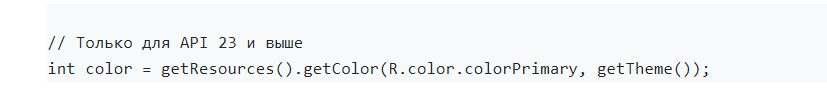 // Только для API 23 и выше
int color = getResources().getColor(R.color.colorPrimary, getTheme());